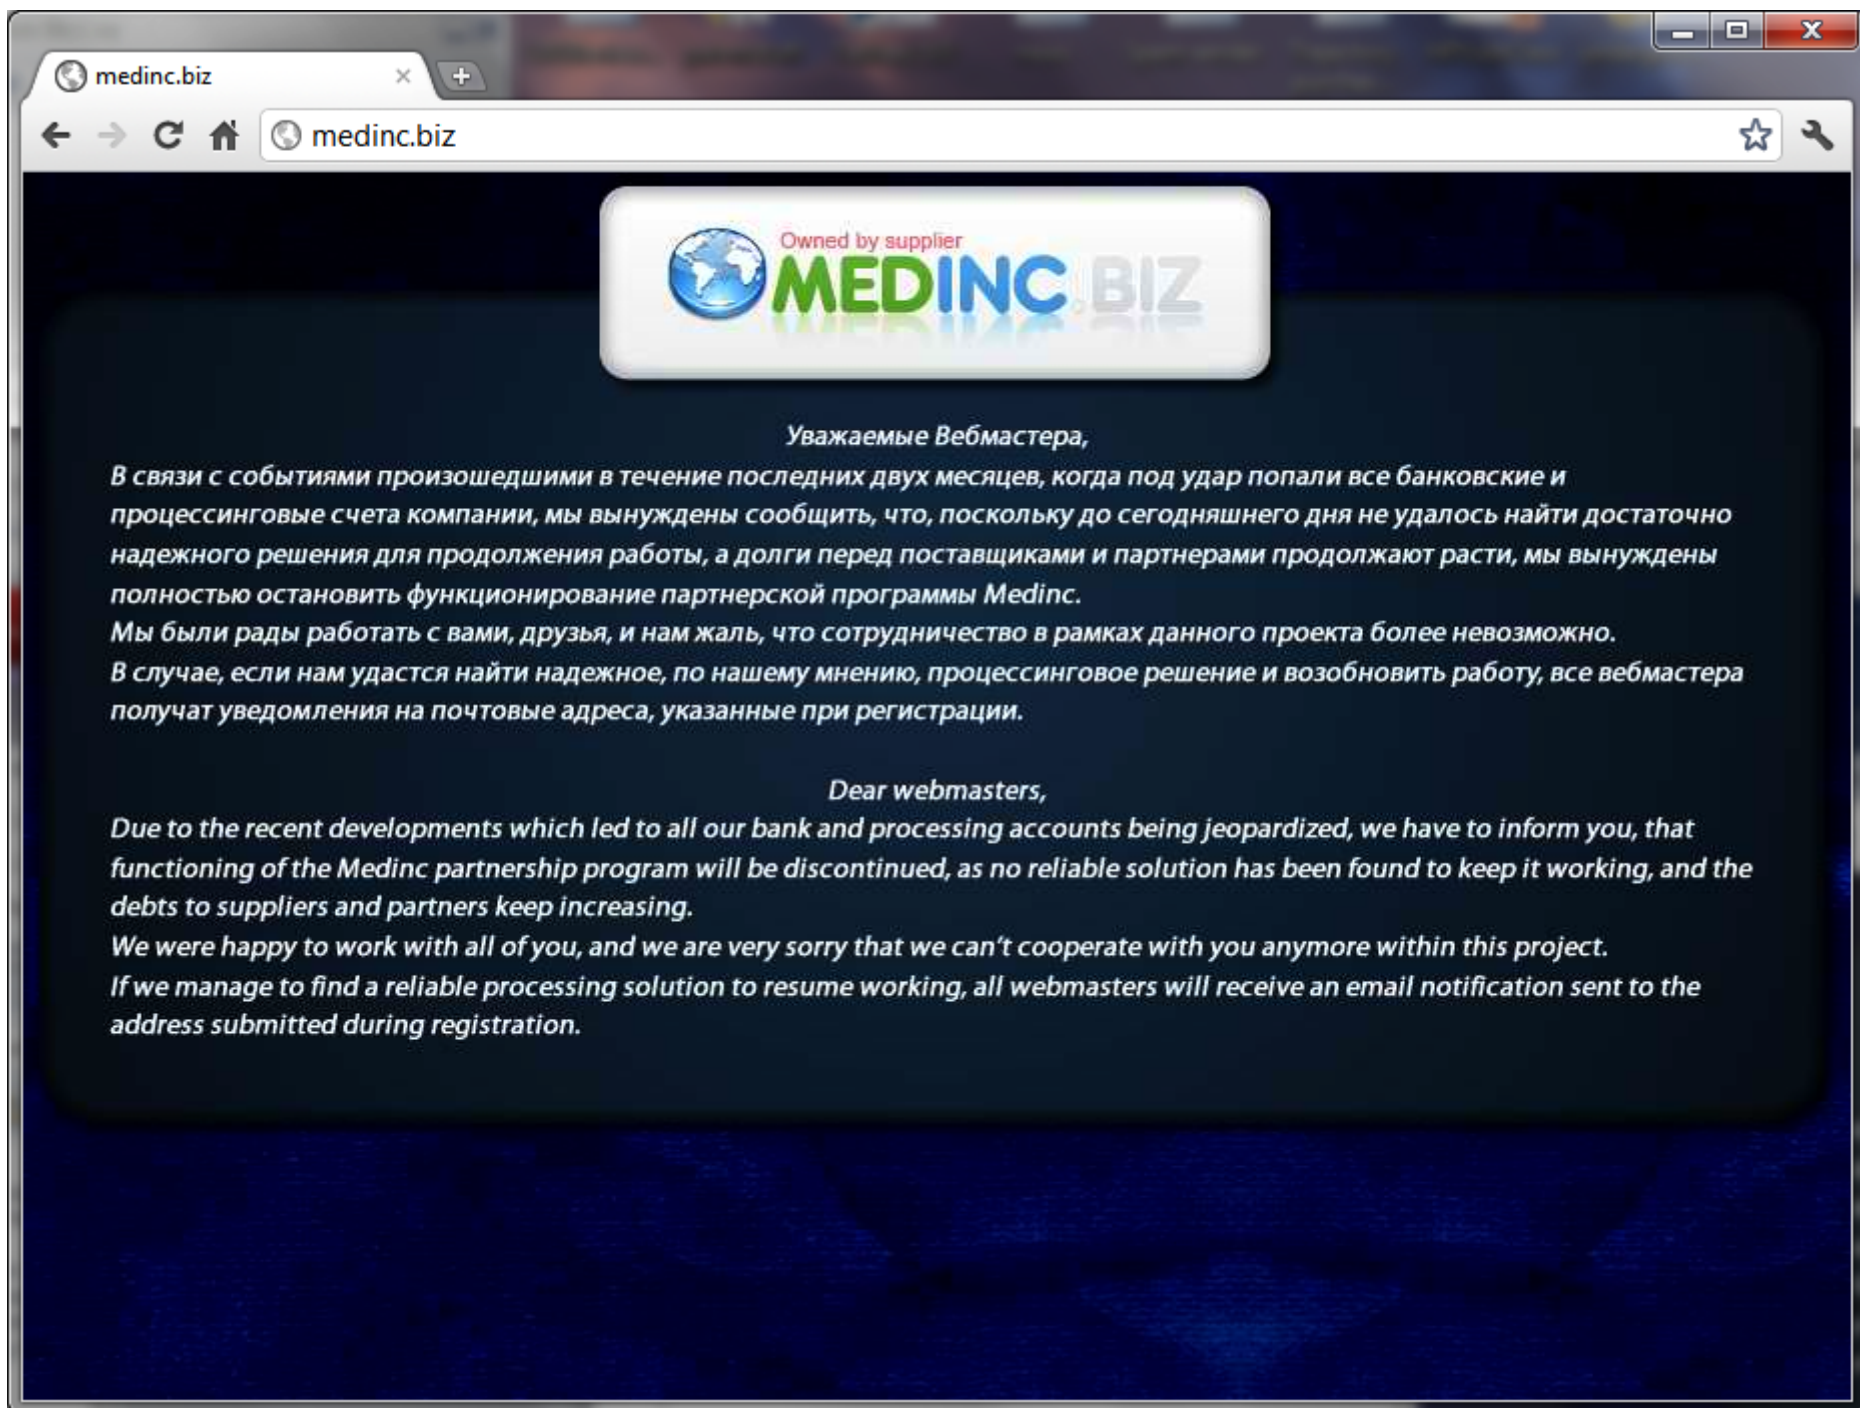 medinc.biz
medinc.biz
Owned by supplier
MEDINC.BIZ
Уважаемые Вебмастера,
В связи с событиями произошедшими в течение последних двух месяцев, когда под удар попали все банковские и
процессинговые счета компании, мы вынуждены сообщить, что, поскольку до сегодняшнего дня не удалось найти достаточно
надежного решения для продолжения работы, а долги перед поставщиками и партнерами продолжают расти, мы вынуждены
полностью остановить функционирование партнерской программы Medinc.
Мы были рады работать с вами, друзья, и нам жаль, что сотрудничество в рамках данного проекта более невозможно.
В случае, если нам удастся найти надежное, по нашему мнению, процессинговое решение и возобновить работу, все вебмастера
получат уведомления на почтовые адреса, указанные при регистрации.
Dear webmasters,
Due to the recent developments which led to all our bank and processing accounts being jeopardized, we have to inform you, that
functioning of the Medinc partnership program will be discontinued, as no reliable solution has been found to keep it working, and the
debts to suppliers and partners keep increasing.
We were happy to work with all of you, and we are very sorry that we can't cooperate with you anymore within this project.
If we manage to find a reliable processing solution to resume working, all webmasters will receive an email notification sent to the
address submitted during registration.